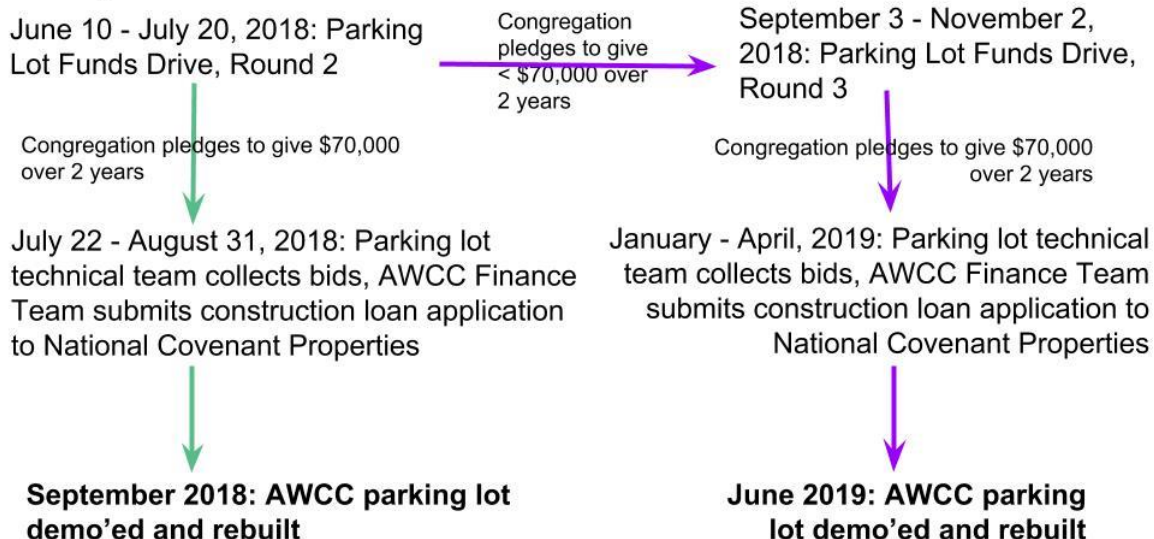 June 10 - July 20, 2018: Parking
Lot Funds Drive, Round 2
Congregation
pledges to give
< $70,000 over
2 years
September 3 - November 2,
2018: Parking Lot Funds Drive,
Round 3
Congregation pledges to give $70,000
over 2 years
Congregation pledges to give $70,000
over 2 years
July 22 - August 31, 2018: Parking lot
technical team collects bids, AWCC Finance
Team submits construction loan application
to National Covenant Properties
January - April, 2019: Parking lot technical
team collects bids, AWCC Finance Team
submits construction loan application to
National Covenant Properties
September 2018: AWCC parking lot
demo’ed and rebuilt
June 2019: AWCC parking
lot demo’ed and rebuilt